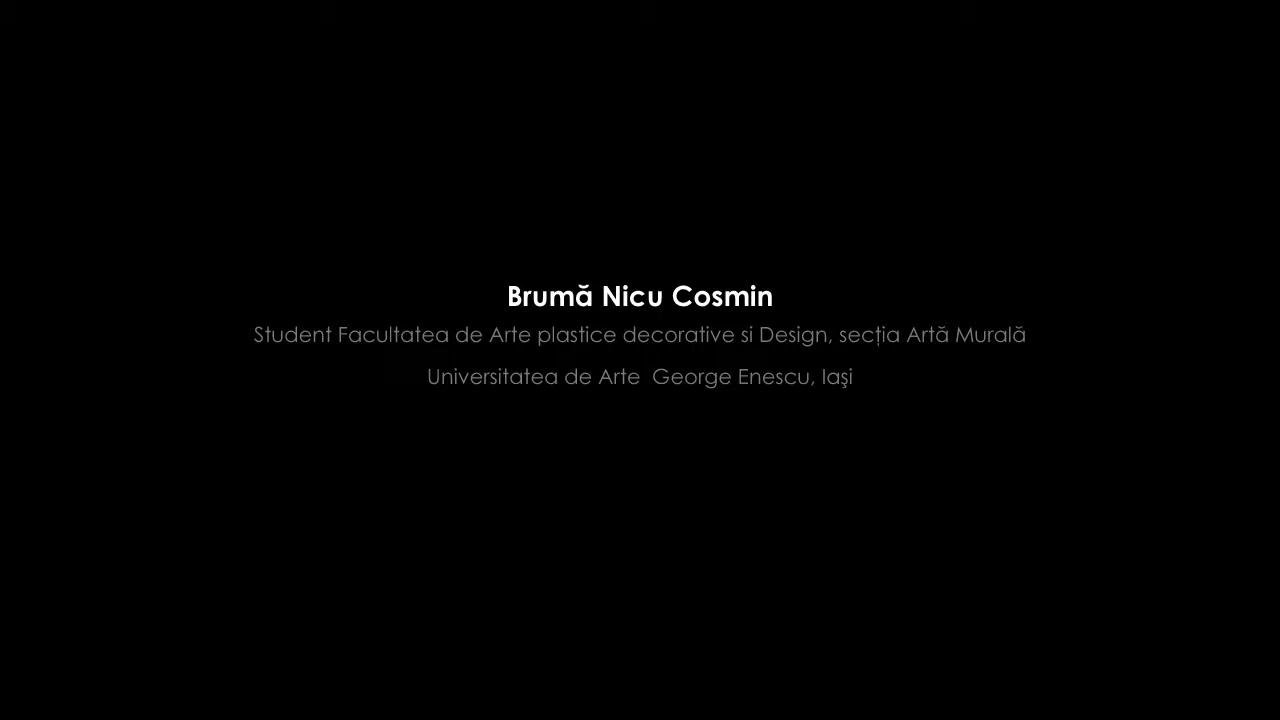 Brumă Nicu Cosmin
Student Facultatea de Arte plastice decorative si Design, secția Artă Murală
Universitatea de Arte  George Enescu, Iaşi